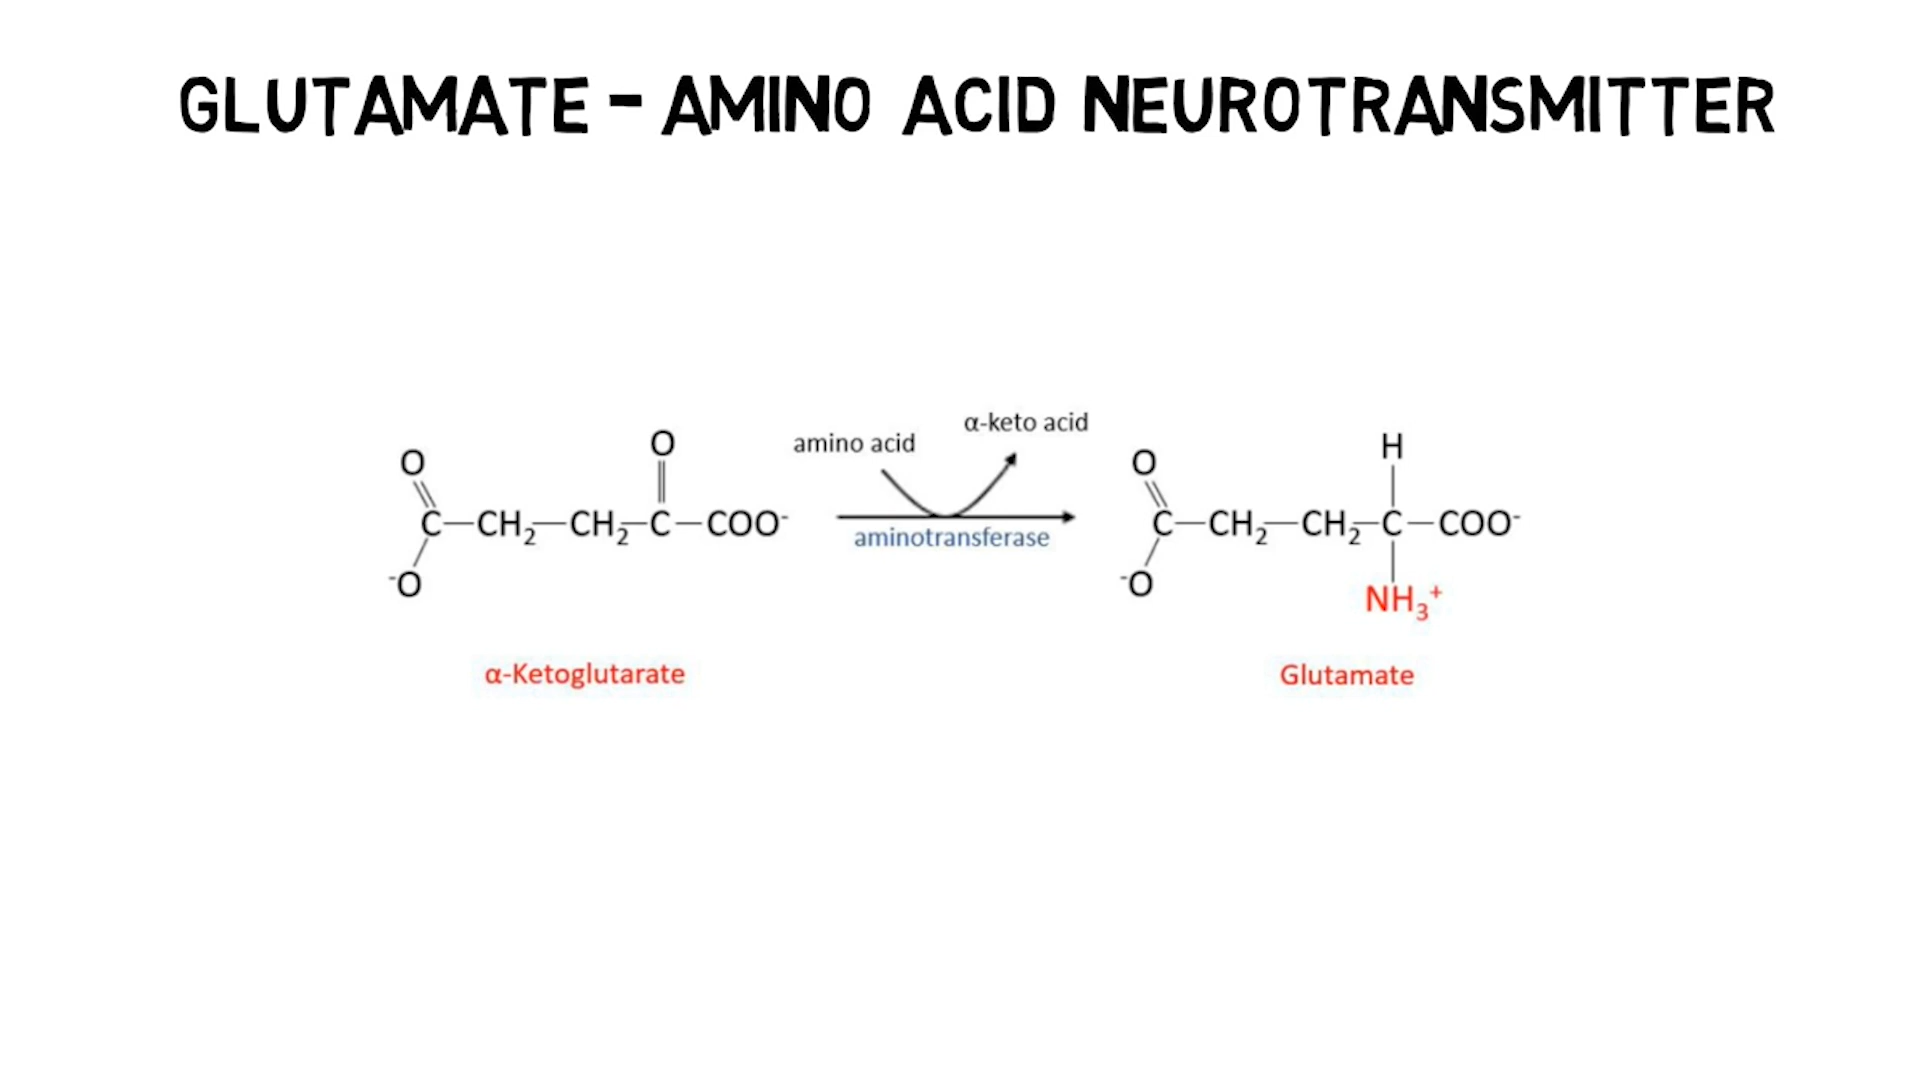 GLUTAMATE - AMINO ACID NEUROTRANSMITTER
amino acid
α-keto acid
O
O
C-CH₂-CH₂-C-COO⁻
⁻O
aminotransferase
O
H
C-CH₂-CH₂-C-COO⁻
⁻O
NH₃⁺
α-Ketoglutarate
Glutamate